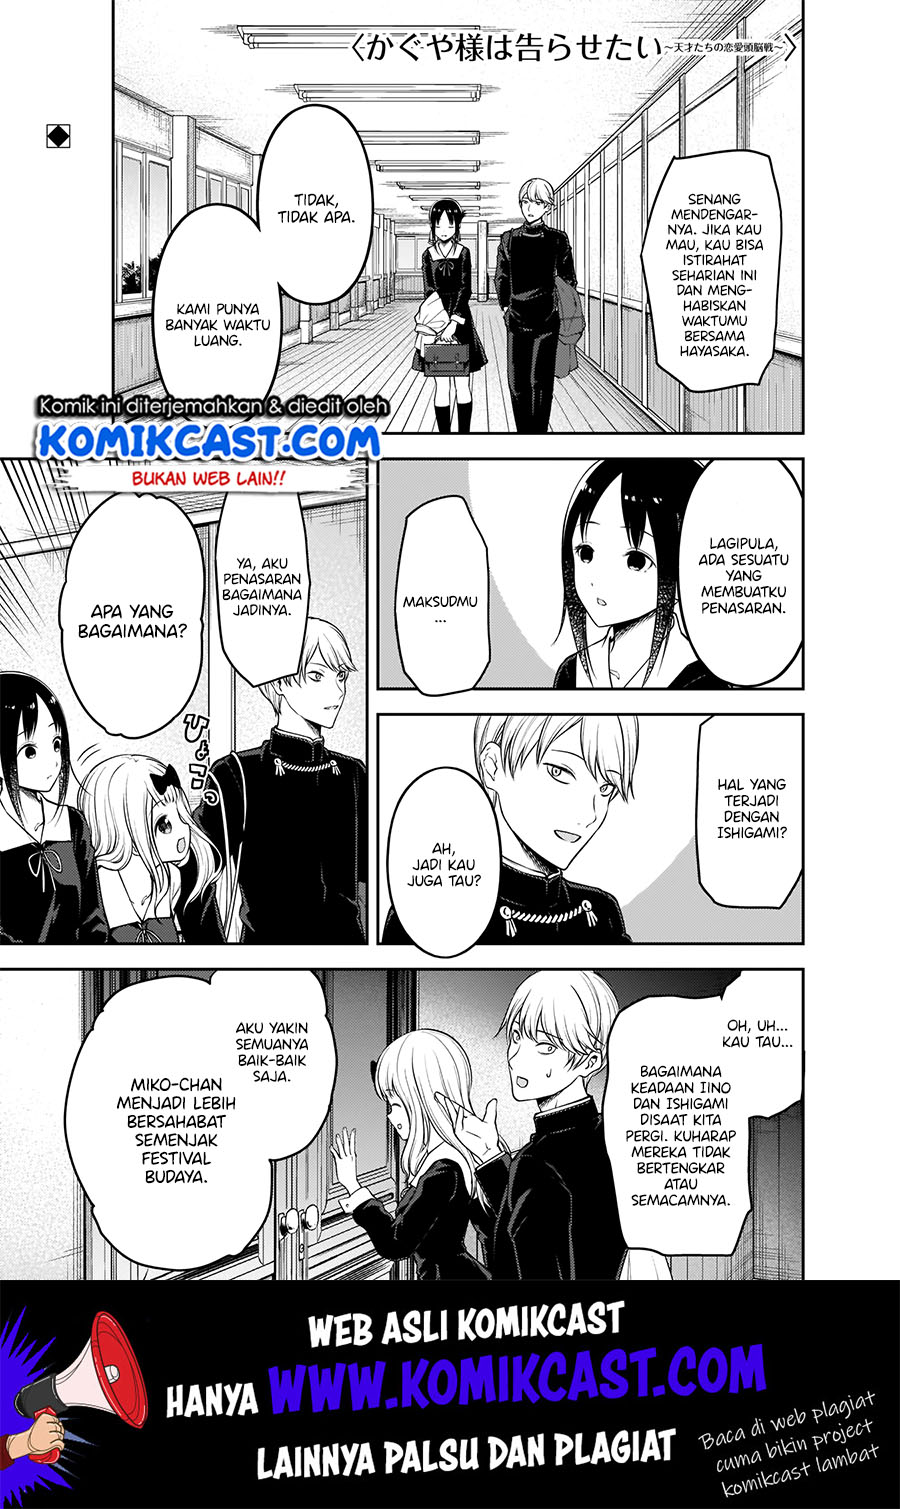 〈かぐや様は告らせたい~天才たちの恋愛頭脳戦~〉
SENANG
MENDENGAR-
NYA. JIKA KAU
MAU, KAU BISA
ISTIRAHAT
SEHARIAN INI
DAN MENG-
HABISKAN
WAKTUMU
BERSAMA
HAYASAKA.
TIDAK,
TIDAK APA.
KAMI PUNYA
BANYAK WAKTU
LUANG.
Komik ini diterjemahkan & diedit oleh
KOMIKCAST.COM
BUKAN WEB LAIN!!
LAGIPULA,
ADA SESUATU
YANG
MEMBUATKU
PENASARAN.
MAKSUDMU
...
HAL YANG
TERJADI
DENGAN
ISHIGAMI?
AH,
JADI KAU
JUGA TAU?
YA, AKU
PENASARAN
BAGAIMANA
JADINYA.
APA YANG
BAGAIMANA?
ひょこっ
OH, UH...
KAU TAU...
BAGAIMANA
KEADAAN IINO
DAN ISHIGAMI
DISAAT KITA
PERGI. KUHARAP
MEREKA TIDAK
BERTENGKAR
ATAU
SEMACAMNYA.
AKU YAKIN
SEMUANYA
BAIK-BAIK
SAJA.
MIKO-CHAN
MENJADI LEBIH
BERSAHABAT
SEMENJAK
FESTIVAL
BUDAYA.
WEB ASLI KOMIKCAST
HANYA WWW.KOMIKCAST.COM
LAINNYA PALSU DAN PLAGIAT
Baca di web plagiat
cuma bikin project
komikcast lambat